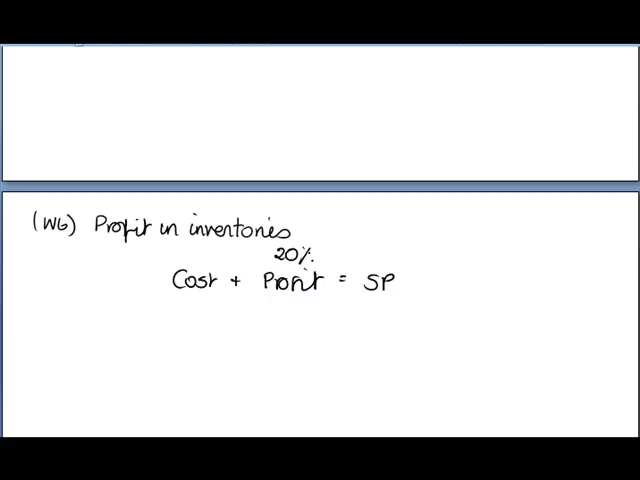 (W6) Profit in inventories
20%
Cost + Profit = SP